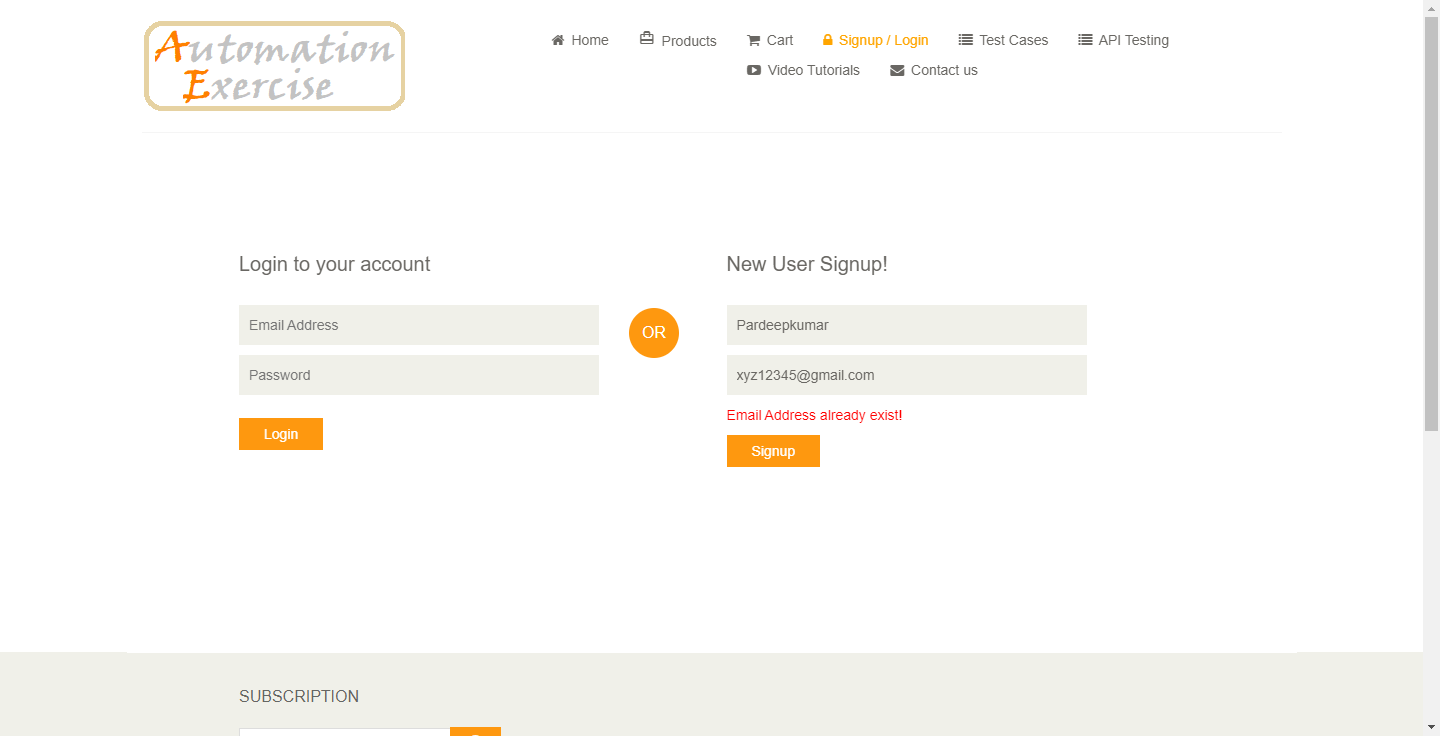 Automation
Exercise
Home
Products
Cart
Signup / Login
Test Cases
API Testing
Video Tutorials
Contact us
Login to your account
Email Address
Password
Login
OR
New User Signup!
Pardeepkumar
xyz12345@gmail.com
Email Address already exist!
Signup
SUBSCRIPTION